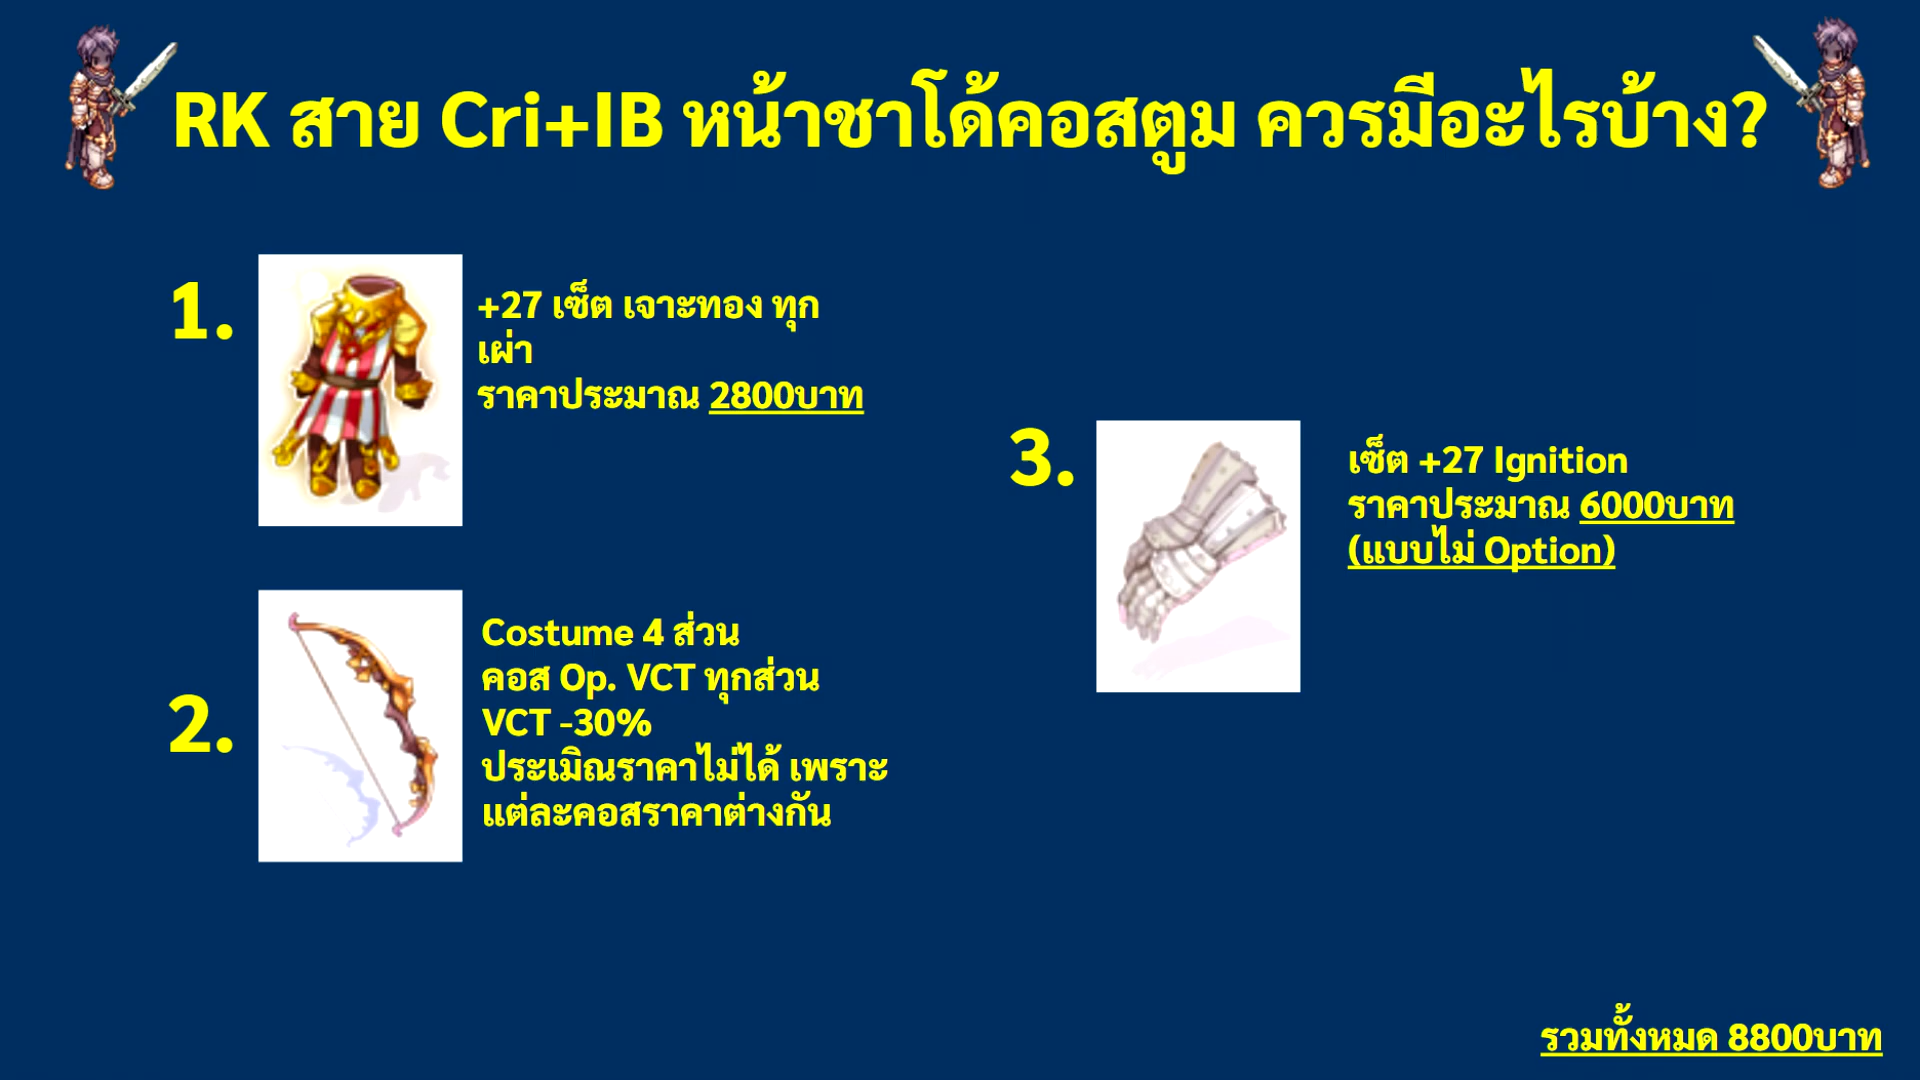 RK สาย Cri+IB หน้าชาโด้คอสตูม ควรมีอะไรบ้าง?
1.
+27 เซ็ต เจาะทอง ทุก
เผ่า
ราคาประมาณ 2800บาท
2.
Costume 4 ส่วน
คอส Op. VCT ทุกส่วน
VCT -30%
ประเมิณราคาไม่ได้ เพราะ
แต่ละคอสราคาต่างกัน
3.
เซ็ต +27 Ignition
ราคาประมาณ 6000บาท
(แบบไม่ Option)
รวมทั้งหมด 8800บาท